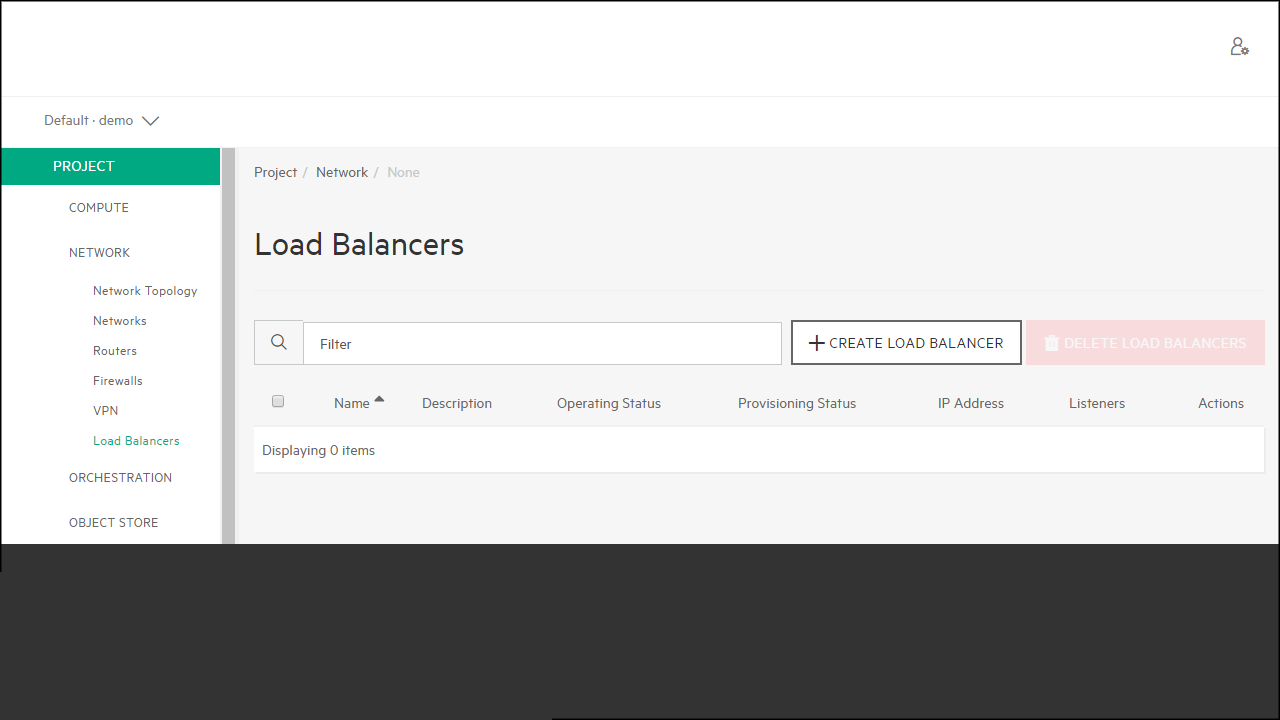 Default · demo
PROJECT
COMPUTE
NETWORK
Network Topology
Networks
Routers
Firewalls
VPN
Load Balancers
ORCHESTRATION
OBJECT STORE
Project / Network / None
Load Balancers
Filter
CREATE LOAD BALANCER
DELETE LOAD BALANCERS
Name Description Operating Status Provisioning Status IP Address Listeners Actions
Displaying 0 items